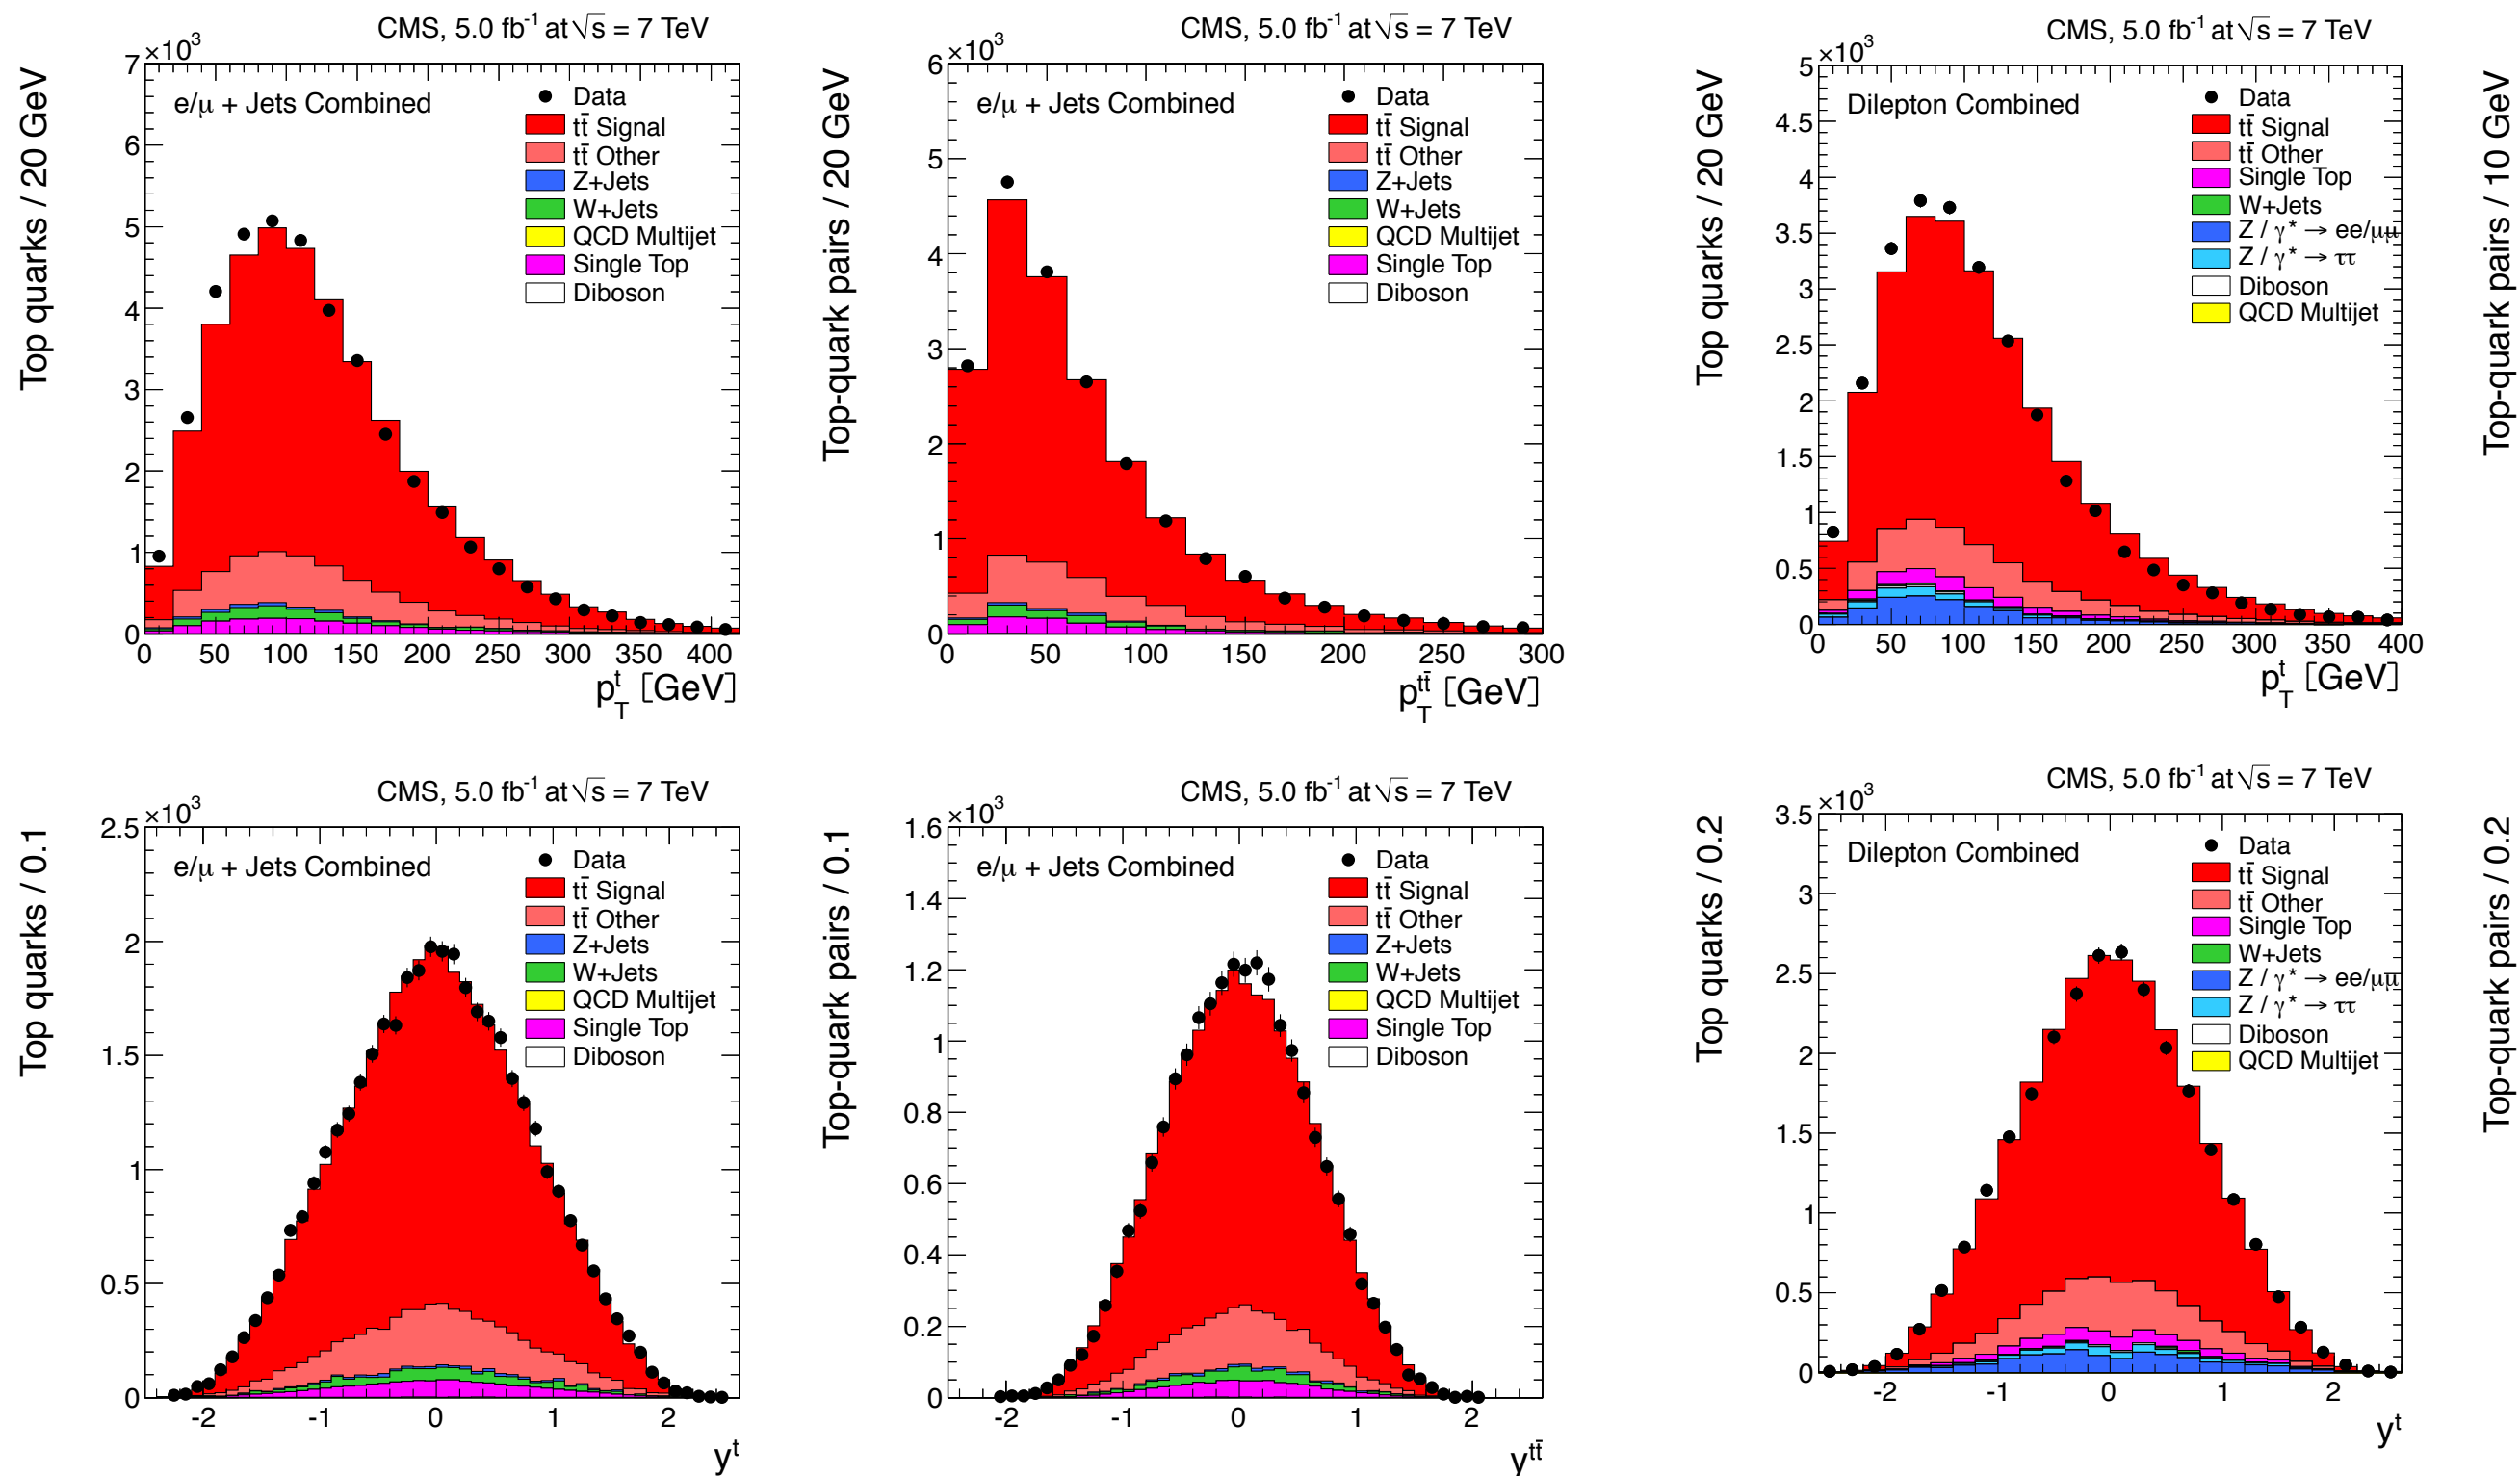 CMS, 5.0 fb⁻¹ at √s = 7 TeV
×10³
Top quarks / 20 GeV
e/μ + Jets Combined
Data
tt̄ Signal
tt̄ Other
Z+Jets
W+Jets
QCD Multijet
Single Top
Diboson
7
6
5
4
3
2
1
0
0 50 100 150 200 250 300 350 400
p_T^t [GeV]
CMS, 5.0 fb⁻¹ at √s = 7 TeV
×10³
Top-quark pairs / 20 GeV
e/μ + Jets Combined
Data
tt̄ Signal
tt̄ Other
Z+Jets
W+Jets
QCD Multijet
Single Top
Diboson
6
5
4
3
2
1
0
0 50 100 150 200 250 300
p_T^tt̄ [GeV]
CMS, 5.0 fb⁻¹ at √s = 7 TeV
×10³
Top quarks / 20 GeV
Dilepton Combined
Data
tt̄ Signal
tt̄ Other
Single Top
W+Jets
Z / γ* → ee/μμ
Z / γ* → ττ
Diboson
QCD Multijet
5
4.5
4
3.5
3
2.5
2
1.5
1
0.5
0
0 50 100 150 200 250 300 350 400
p_T^t [GeV]
Top-quark pairs / 10 GeV
CMS, 5.0 fb⁻¹ at √s = 7 TeV
×10³
Top quarks / 0.1
e/μ + Jets Combined
Data
tt̄ Signal
tt̄ Other
Z+Jets
W+Jets
QCD Multijet
Single Top
Diboson
2.5
2
1.5
1
0.5
0
-2 -1 0 1 2
y^t
CMS, 5.0 fb⁻¹ at √s = 7 TeV
×10³
Top-quark pairs / 0.1
e/μ + Jets Combined
Data
tt̄ Signal
tt̄ Other
Z+Jets
W+Jets
QCD Multijet
Single Top
Diboson
1.6
1.4
1.2
1
0.8
0.6
0.4
0.2
0
-2 -1 0 1 2
y^tt̄
CMS, 5.0 fb⁻¹ at √s = 7 TeV
×10³
Top quarks / 0.2
Dilepton Combined
Data
tt̄ Signal
tt̄ Other
Single Top
W+Jets
Z / γ* → ee/μμ
Z / γ* → ττ
Diboson
QCD Multijet
3.5
3
2.5
2
1.5
1
0.5
0
-2 -1 0 1 2
y^t
Top-quark pairs / 0.2